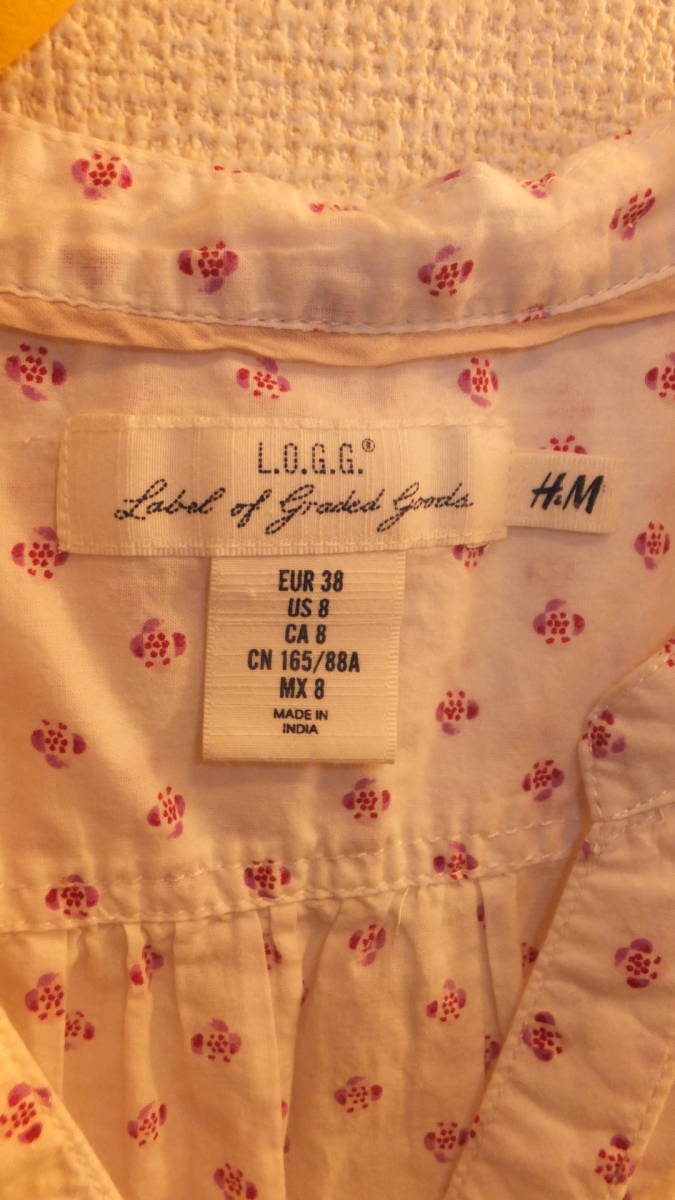 L.O.G.G.®
Label of Graded Goods
H&M
EUR 38
US 8
CA 8
CN 165/88A
MX 8
MADE IN
INDIA